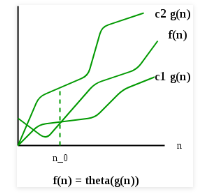 c2 g(n)
f(n)
c1 g(n)
n
n_0
f(n) = theta(g(n))